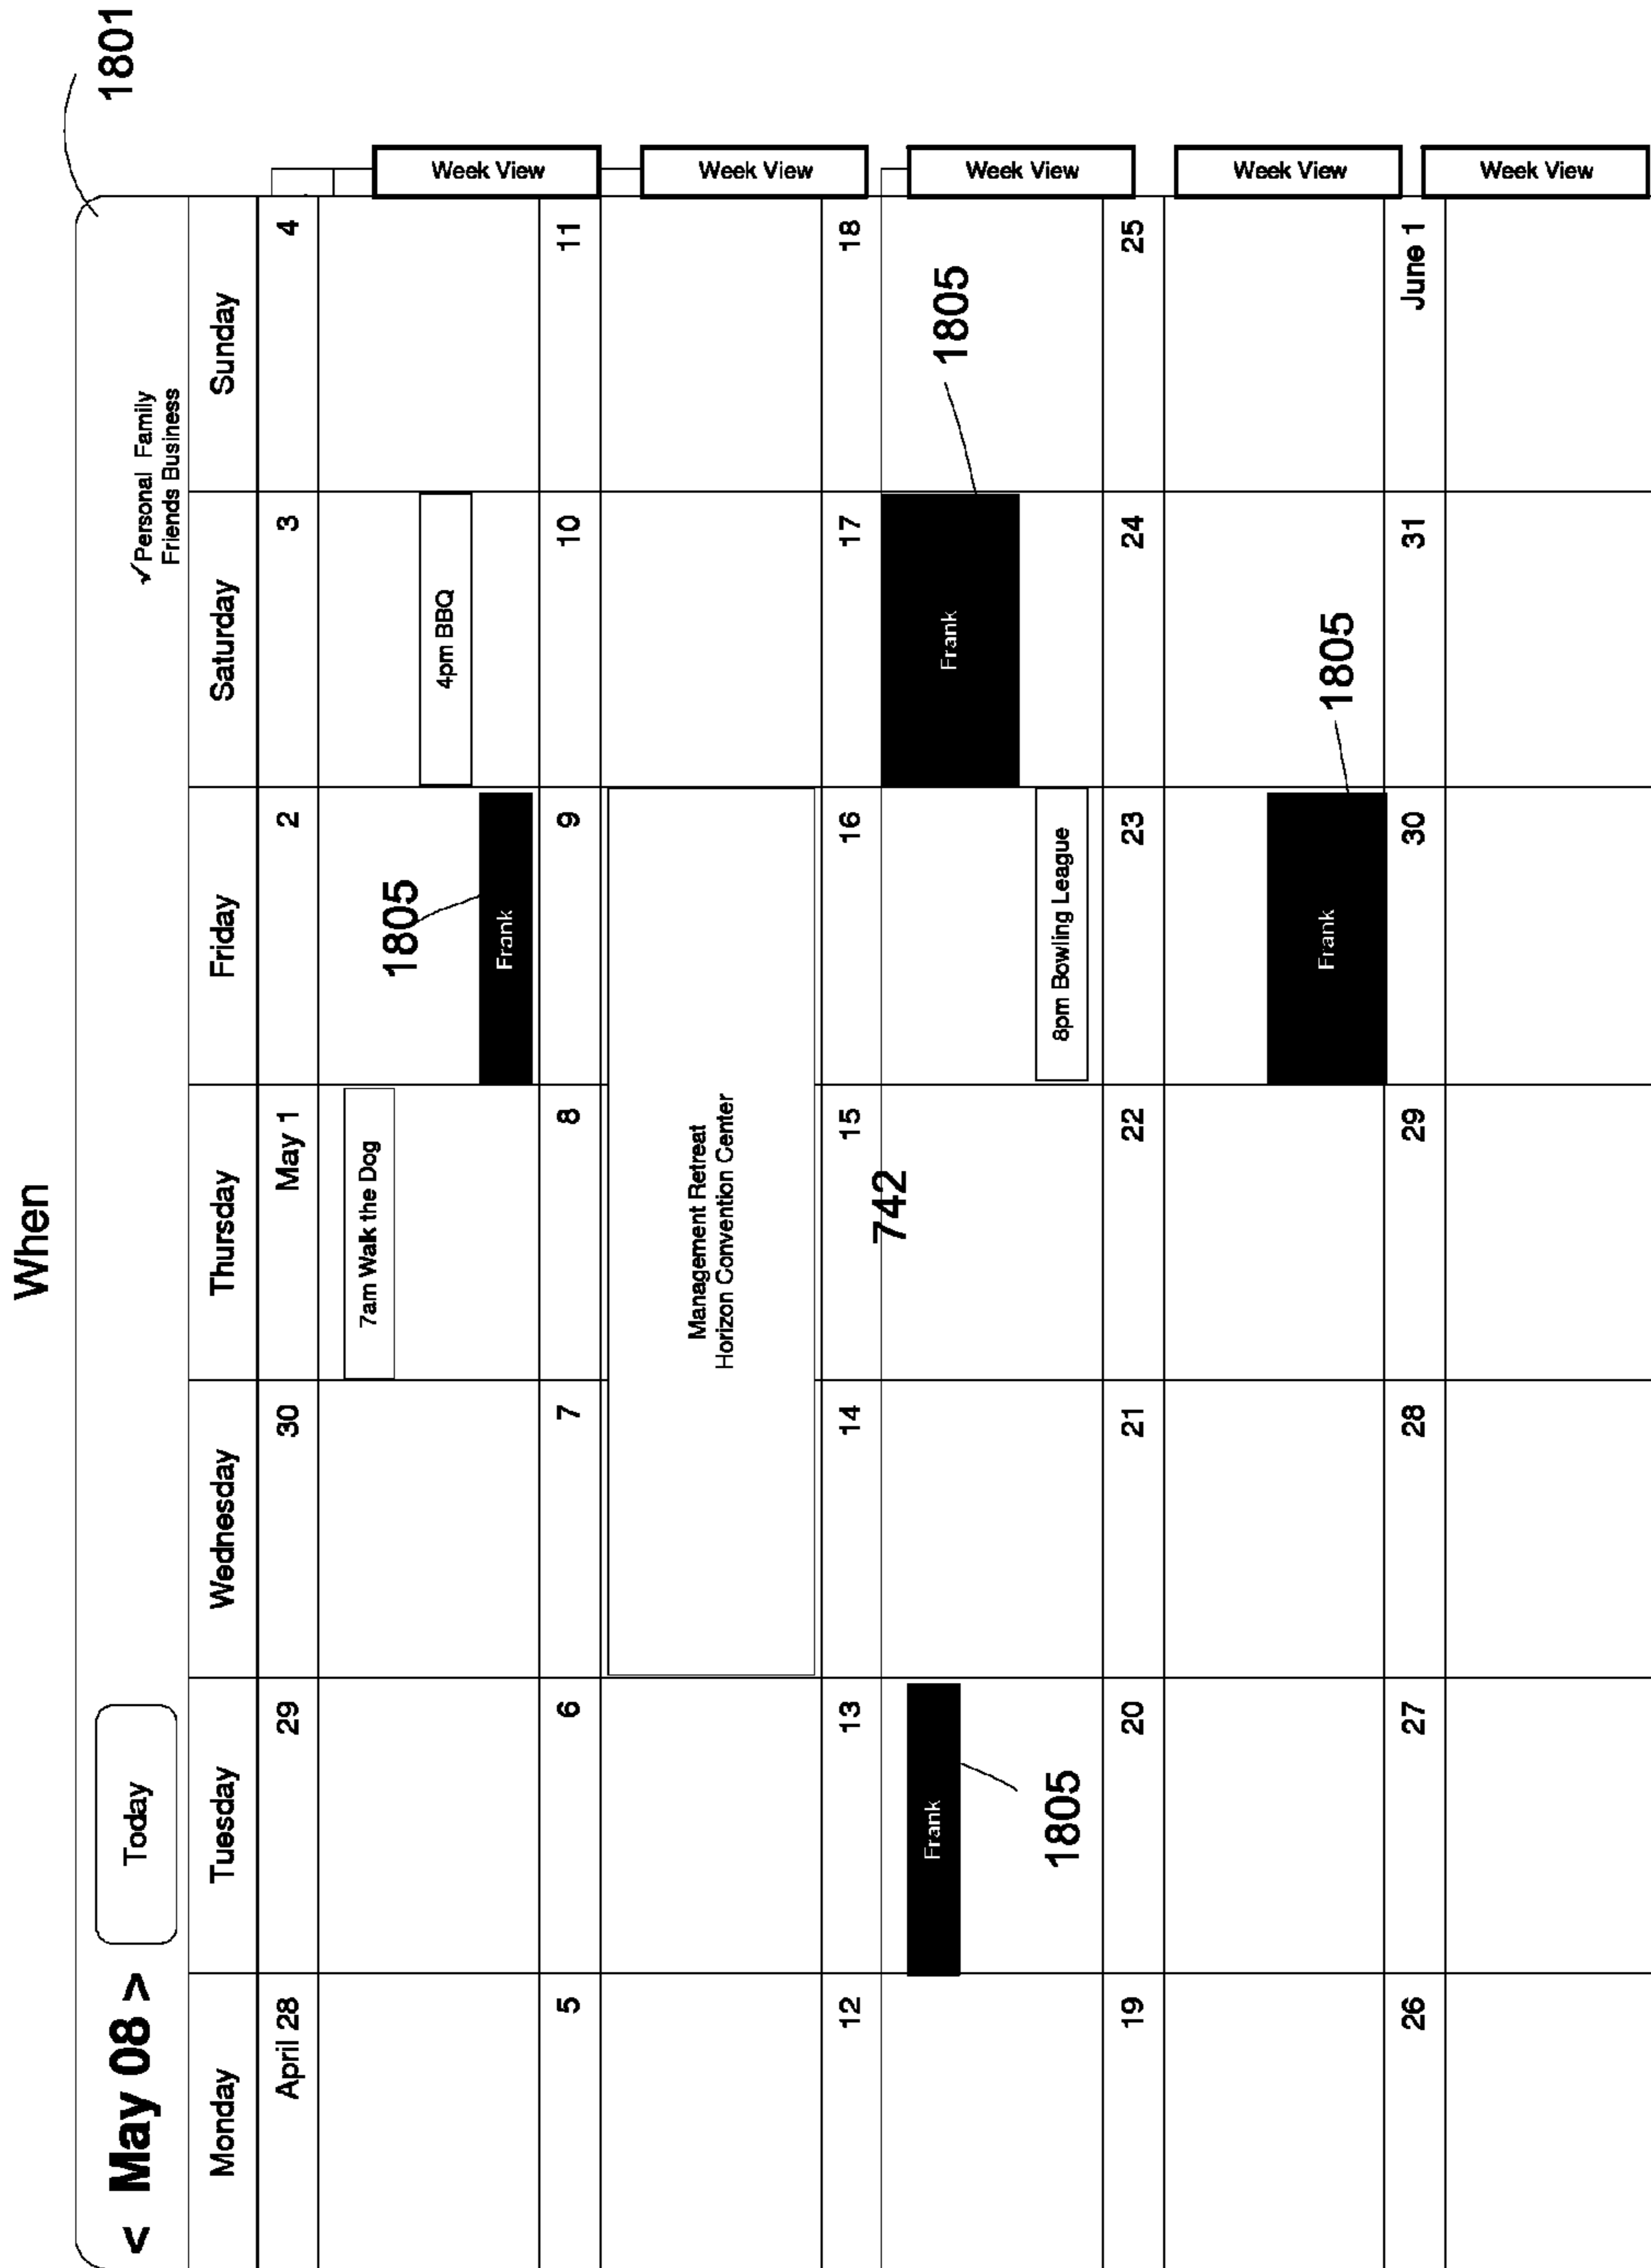 When
1801
< May 08 >
Today
✓Personal Family
Friends Business
Monday Tuesday Wednesday Thursday Friday Saturday Sunday
April 28 29 30 May 1 2 3 4
7am Walk the Dog
1805
Frank
4pm BBQ
Week View
5 6 7 8 9 10 11
Management Retreat
Horizon Convention Center
Week View
12 13 14 15 16 17 18
742
Frank
1805
8pm Bowling League
Frank
1805
Week View
19 20 21 22 23 24 25
Frank
1805
Week View
26 27 28 29 30 31 June 1
Week View